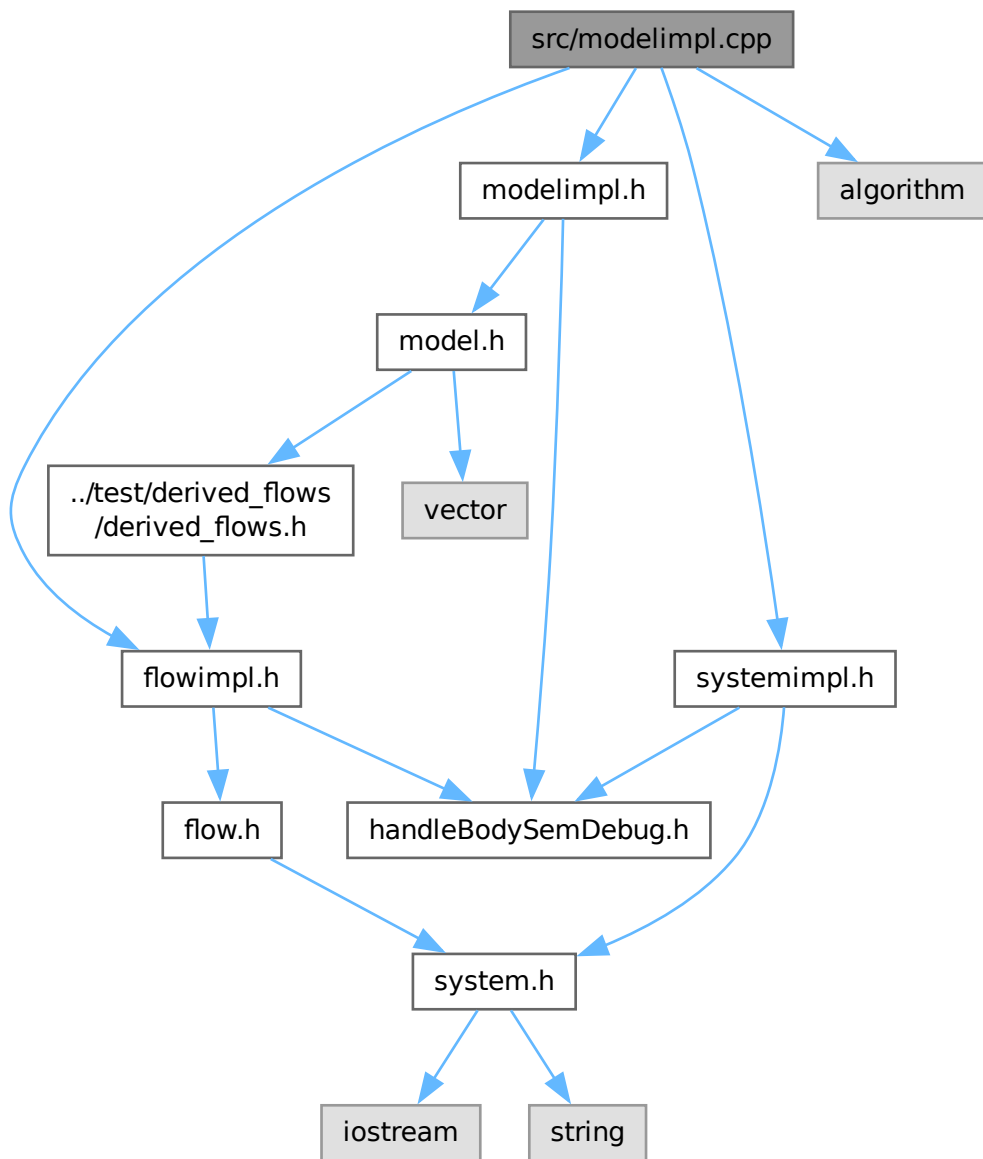 src/modelimpl.cpp
modelimpl.h
algorithm
model.h
../test/derived_flows
/derived_flows.h
vector
flowimpl.h
systemimpl.h
flow.h
handleBodySemDebug.h
system.h
iostream
string